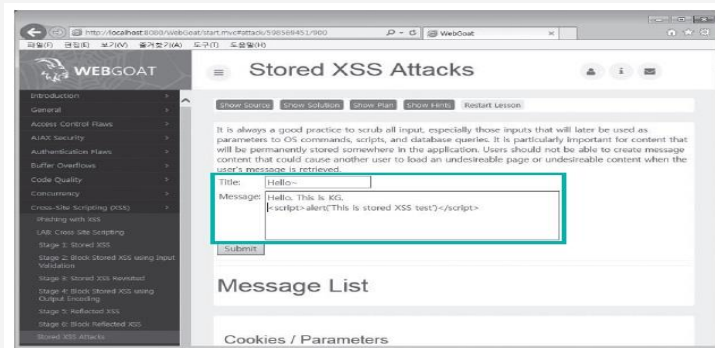 http://localhost:8080/WebGoat/start.mvc#attack/598569451/900
WebGoat
파일(F) 편집(E) 보기(V) 즐겨찾기(A) 도구(T) 도움말(H)
WEBGOAT
Stored XSS Attacks
Introduction
General
Access Control Flaws
AJAX Security
Authentication Flaws
Buffer Overflows
Code Quality
Concurrency
Cross-Site Scripting (XSS)
Phishing with XSS
LAB: Cross Site Scripting
Stage 1: Stored XSS
Stage 2: Block Stored XSS using Input
Validation
Stage 3: Stored XSS Revisited
Stage 4: Block Stored XSS using
Output Encoding
Stage 5: Reflected XSS
Stage 6: Block Reflected XSS
Stored XSS Attacks
Show Source Show Solution Show Plan Show Hints Restart Lesson
It is always a good practice to scrub all input, especially those inputs that will later be used as
parameters to OS commands, scripts, and database queries. It is particularly important for content that
will be permanently stored somewhere in the application. Users should not be able to create message
content that could cause another user to load an undesireable page or undesireable content when the
user's message is retrieved.
Title: Hello~
Message: Hello. This is KG.
<script>alert('This is stored XSS test')</script>
Submit
Message List
Cookies / Parameters